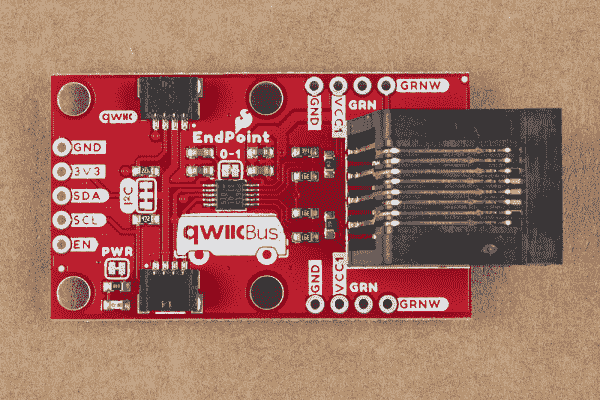 GRNW
GND
VCC1
GRN
qwiic
EndPoint
0-1
GND
3V3
SDA
SCL
EN
I2C
qwiicBus
PWR
GND
VCC1
GRN
GRNW